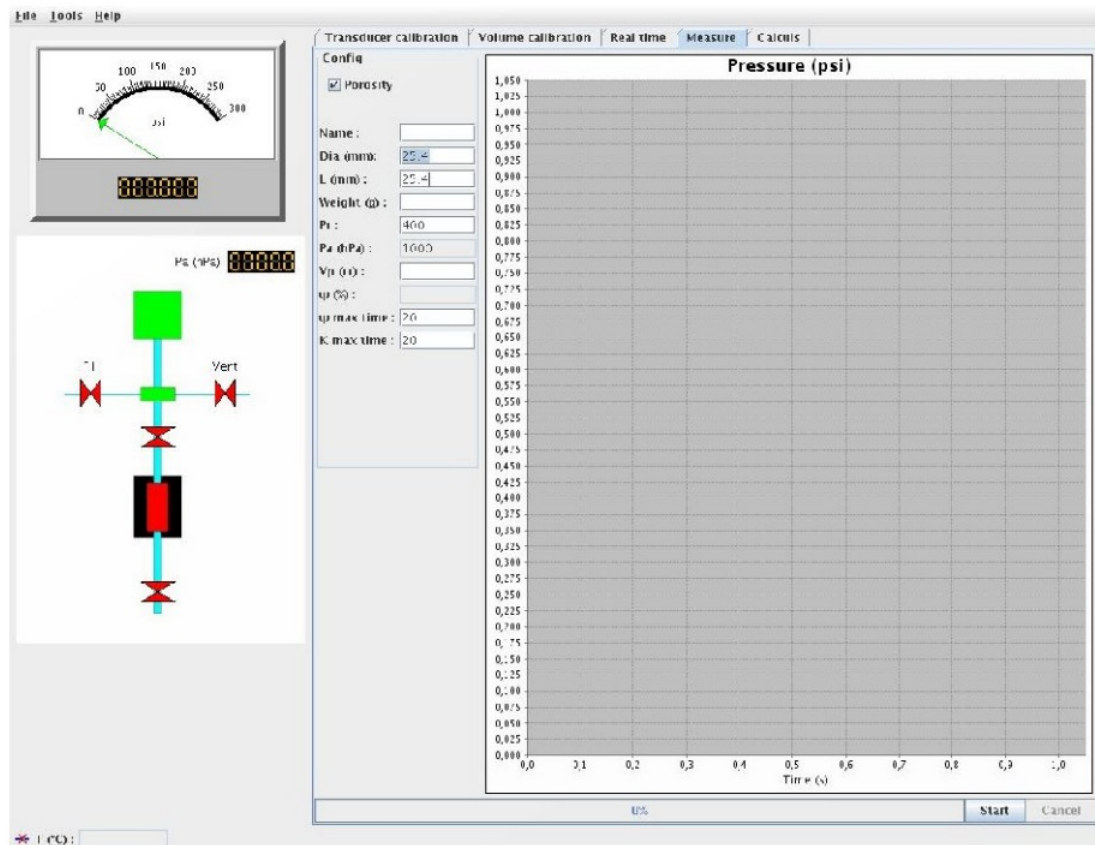 File Tools Help
Transducer calibration Volume calibration Real time Measure Calculs
0 50 100 150 200 250 300
psi
Pa (hPa)
Vert
Config
Porosity
Name :
Dia (mm): 25.4
L (mm) : 25.4
Weight (g) :
400
Pa (hPa) : 1000
max time : 20
K max time : 20
Pressure (psi)
1,050
1,025
1,000
0,975
0,950
0,925
0,900
0,875
0,850
0,825
0,800
0,775
0,750
0,725
0,700
0,675
0,650
0,625
0,600
0,575
0,550
0,525
0,500
0,475
0,450
0,425
0,400
0,375
0,350
0,325
0,300
0,275
0,250
0,225
0,200
0,175
0,150
0,125
0,100
0,075
0,050
0,025
0,000
0,0 0,1 0,2 0,3 0,4 0,5 0,6 0,7 0,8 0,9 1,0
Time (s)
0% Start Cancel
T (°C) :